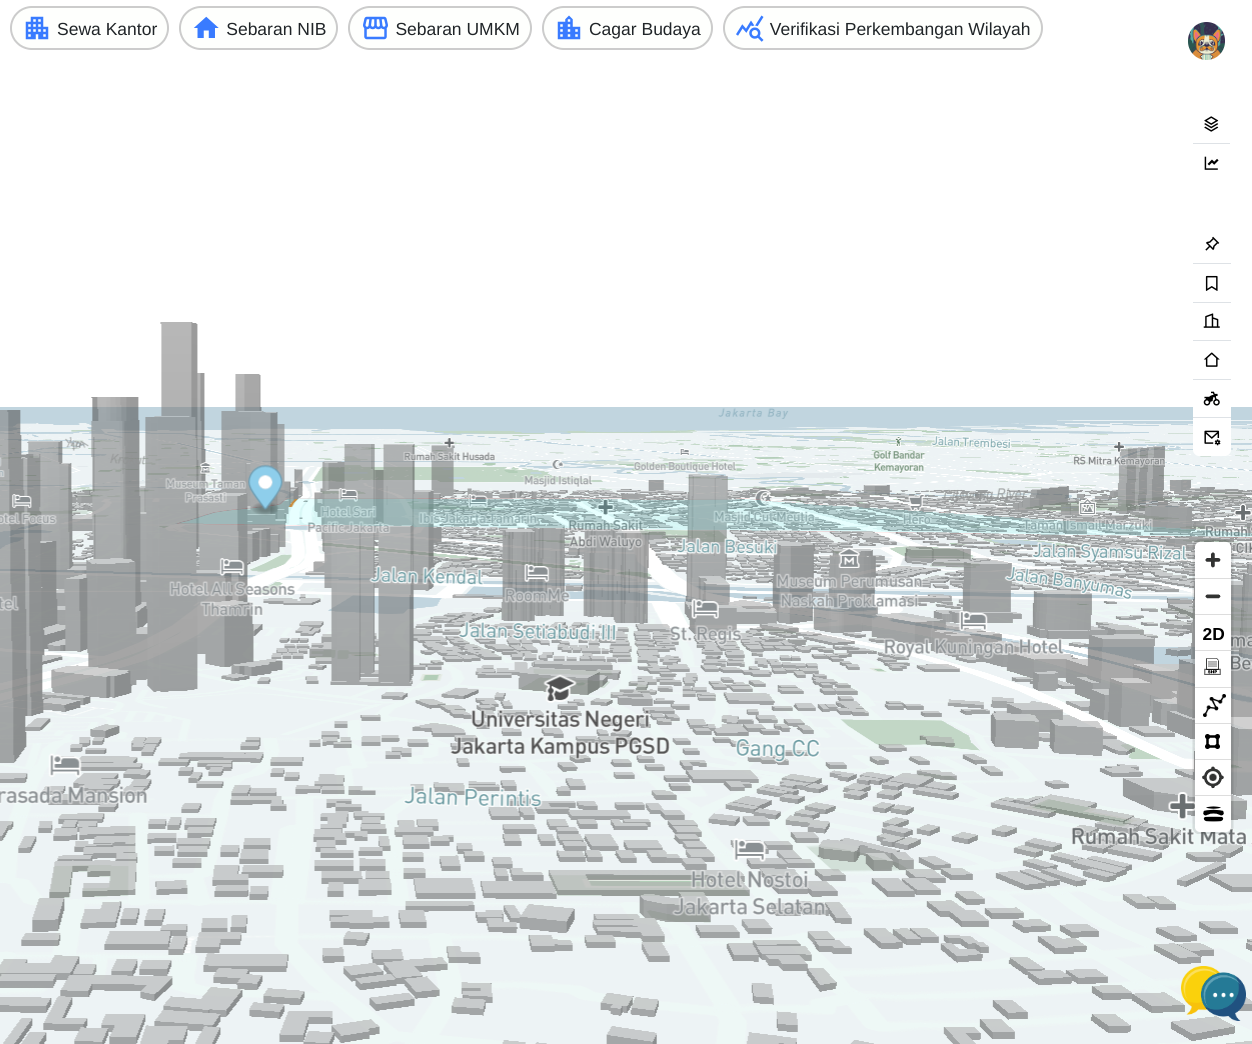 Sewa Kantor
Sebaran NIB
Sebaran UMKM
Cagar Budaya
Verifikasi Perkembangan Wilayah
Jakarta Bay
Jalan Trembesi
Golf Bandar
Kemayoran
RS Mitra Kemayoran
Rumah Sakit Husada
Golden Boutique Hotel
Masjid Istiqlal
Museum Taman
Prasasti
Hotel Sari
Pacific Jakarta
Ibis Jakarta Tamarin
Rumah Sakit
Abdi Waluyo
Masjid Cut Meutia
Hero
Taman Ismail Marzuki
Jalan Besuki
Jalan Syamsu Rizal
Jalan Kendal
Jalan Banyumas
Hotel All Seasons
Thamrin
RoomMe
Museum Perumusan
Naskah Proklamasi
Jalan Setiabudi III
St. Regis
Royal Kuningan Hotel
2D
Universitas Negeri
Jakarta Kampus PGSD
Gang CC
rasada Mansion
Jalan Perintis
Rumah Sakit Mata
Hotel Nostoi
Jakarta Selatan